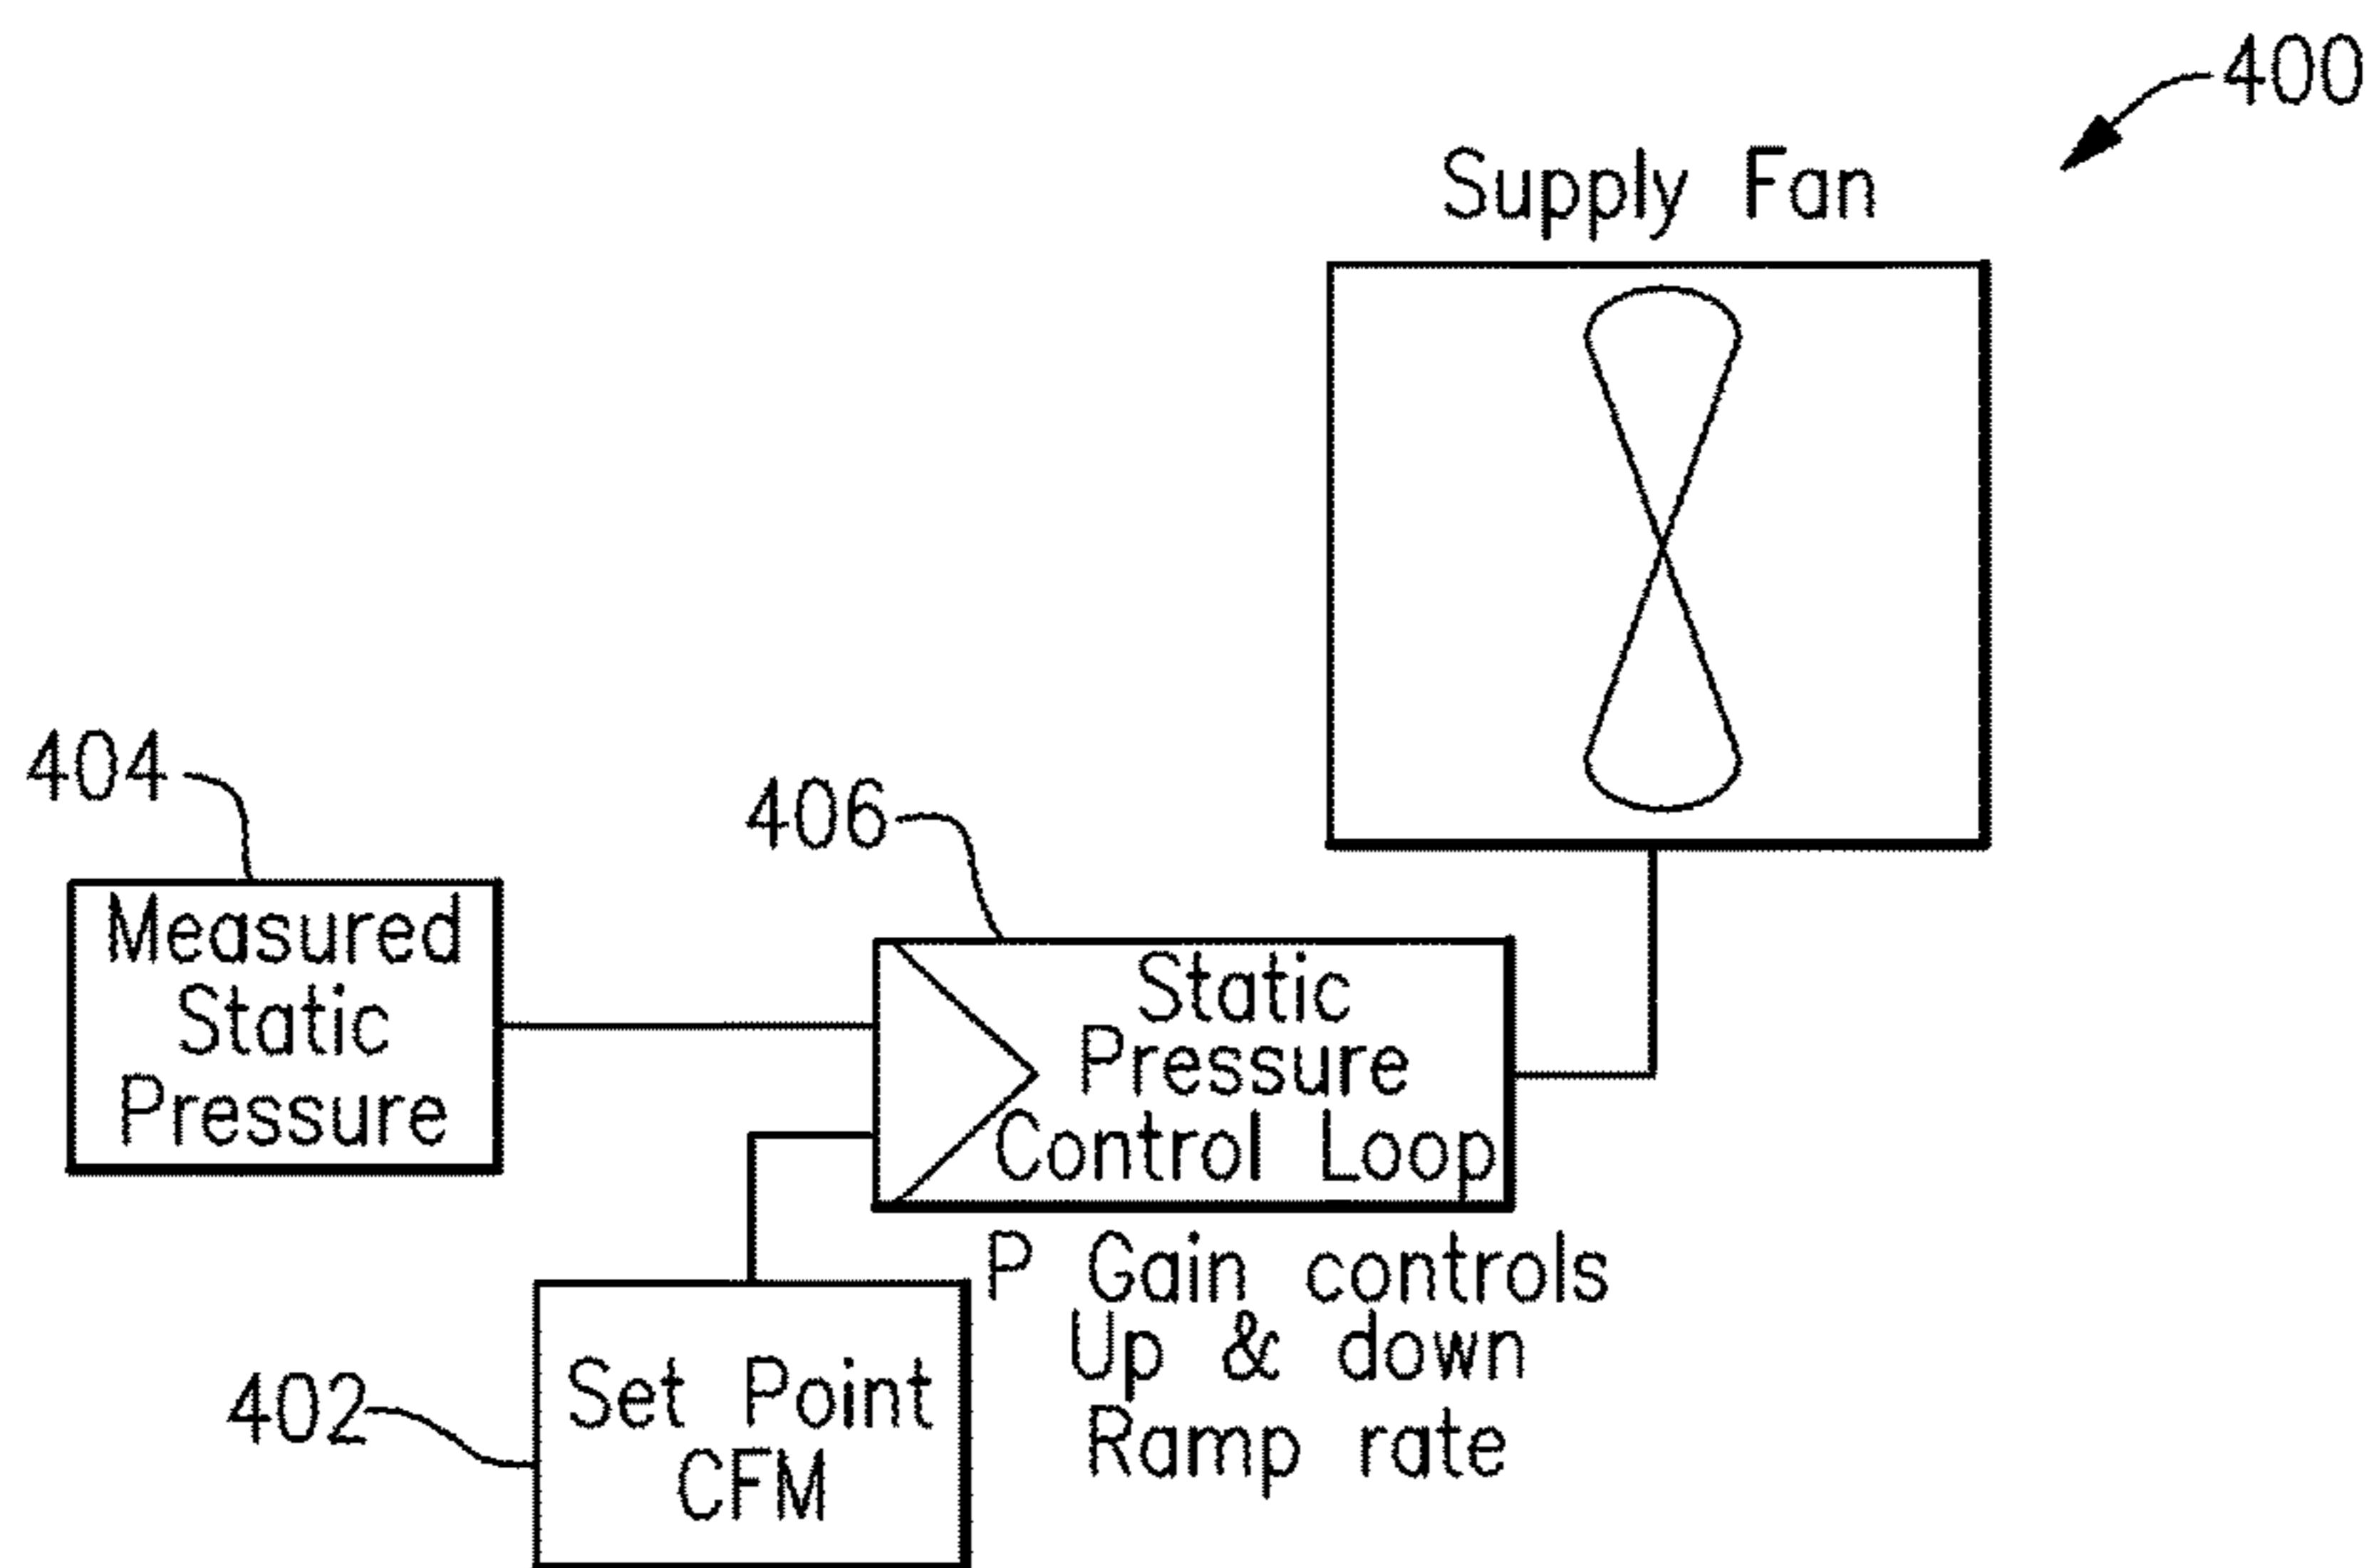 400
Supply Fan
404
406
Measured
Static
Pressure
Static
Pressure
Control Loop
P Gain controls
Up & down
Ramp rate
402
Set Point
CFM